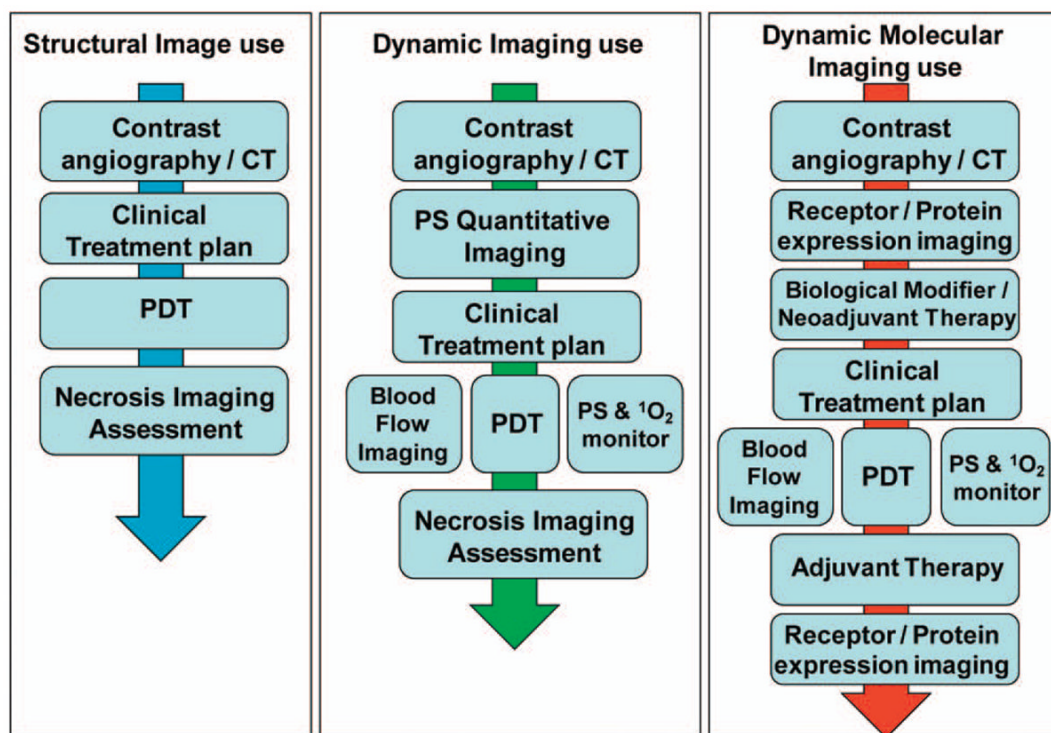 Structural Image use
Contrast
angiography / CT
Clinical
Treatment plan
PDT
Necrosis Imaging
Assessment
Dynamic Imaging use
Contrast
angiography / CT
PS Quantitative
Imaging
Clinical
Treatment plan
Blood
Flow
Imaging
PDT
PS & ¹O₂
monitor
Necrosis Imaging
Assessment
Dynamic Molecular
Imaging use
Contrast
angiography / CT
Receptor / Protein
expression imaging
Biological Modifier /
Neoadjuvant Therapy
Clinical
Treatment plan
Blood
Flow
Imaging
PDT
PS & ¹O₂
monitor
Adjuvant Therapy
Receptor / Protein
expression imaging